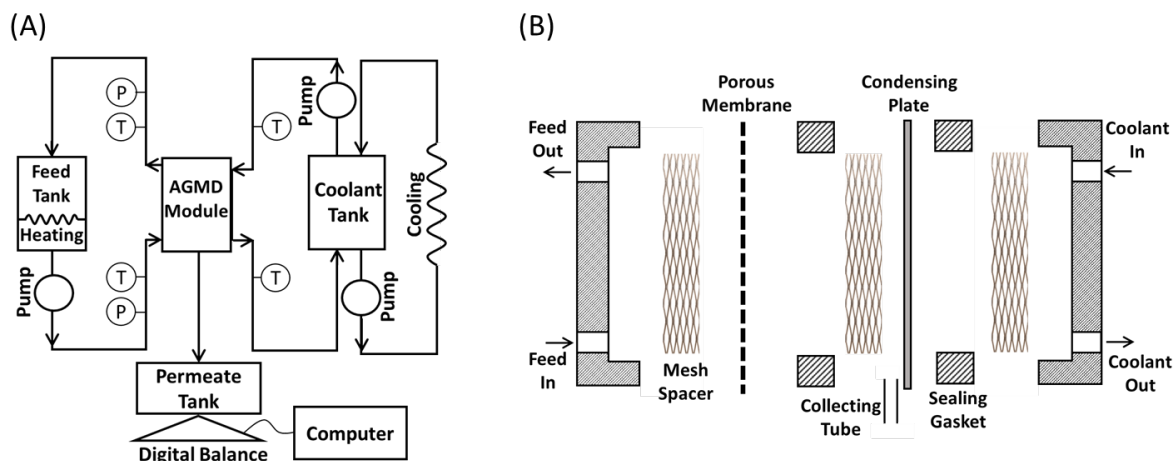 (A)
P
T
Pump
T
Feed
Tank
Heating
AGMD
Module
Coolant
Tank
Cooling
Pump
T
P
T
Pump
Permeate
Tank
Computer
Digital Balance
(B)
Porous
Membrane
Condensing
Plate
Feed
Out
Coolant
In
Feed
In
Mesh
Spacer
Collecting
Tube
Sealing
Gasket
Coolant
Out